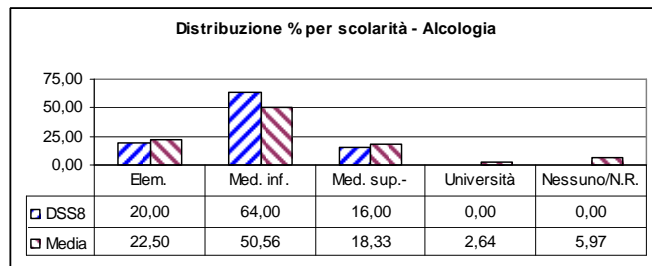 Distribuzione % per scolarità - Alcologia
75,00
50,00
25,00
0,00
Elem. Med. inf. Med. sup.- Università Nessuno/N.R.
DSS8 20,00 64,00 16,00 0,00 0,00
Media 22,50 50,56 18,33 2,64 5,97